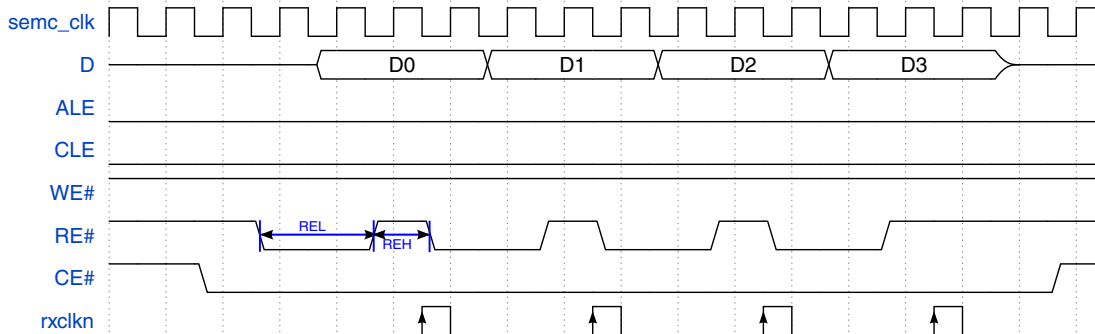 semc_clk
D D0 D1 D2 D3
ALE
CLE
WE#
RE# REL REH
CE#
rxclkn